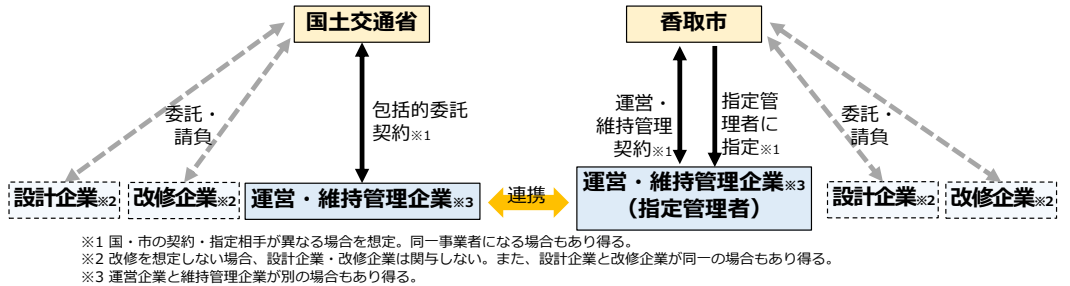 国土交通省
香取市
委託・
請負
包括的委託
契約※1
運営・
維持管理
契約※1
指定管
理者に
指定※1
委託・
請負
設計企業※2
改修企業※2
運営・維持管理企業※3
連携
運営・維持管理企業※3
（指定管理者）
設計企業※2
改修企業※2
※1 国・市の契約・指定相手が異なる場合を想定。同一事業者になる場合もあり得る。
※2 改修を想定しない場合、設計企業・改修企業は関与しない。また、設計企業と改修企業が同一の場合もあり得る。
※3 運営企業と維持管理企業が別の場合もあり得る。